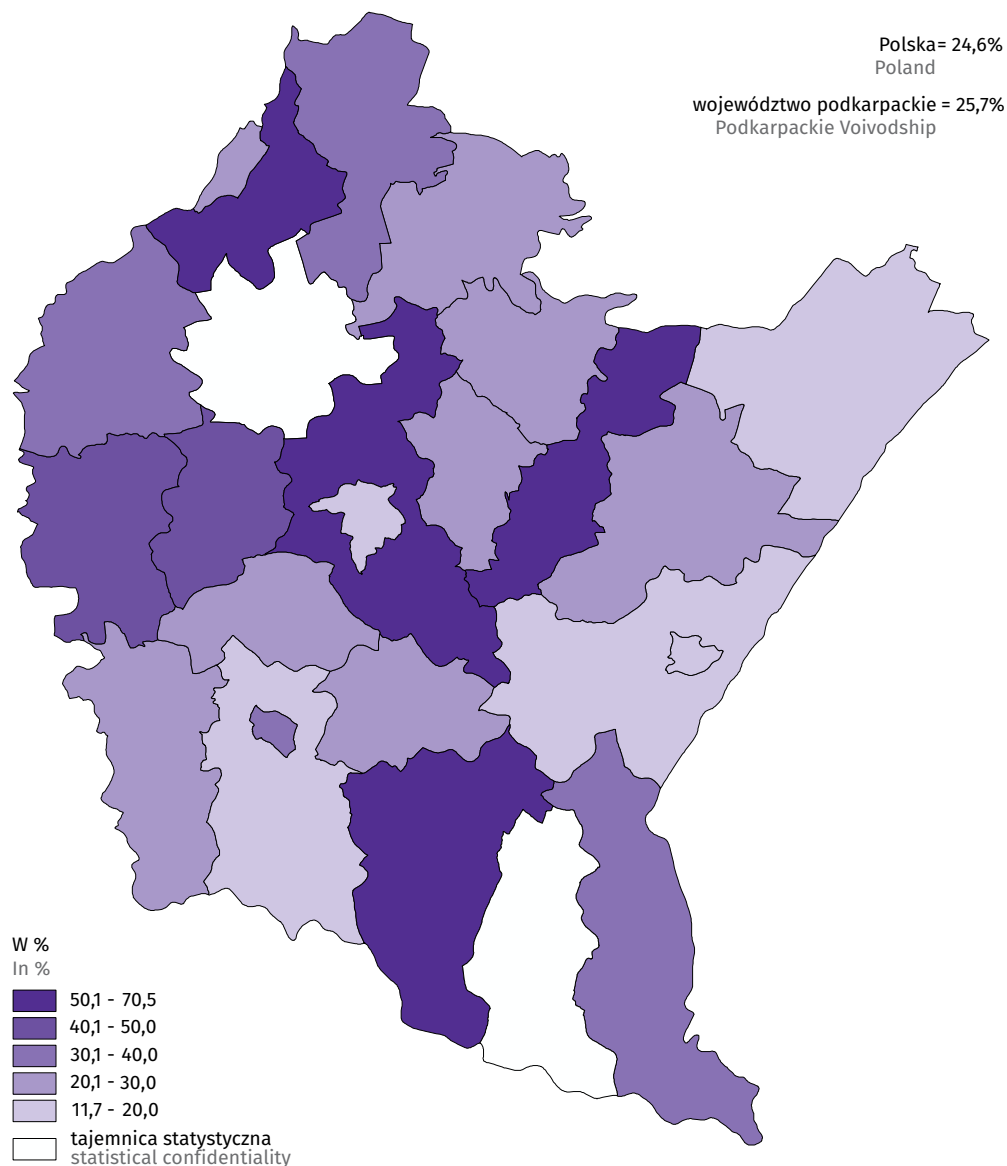 Polska= 24,6%
Poland
województwo podkarpackie = 25,7%
Podkarpackie Voivodship
W %
In %
50,1 - 70,5
40,1 - 50,0
30,1 - 40,0
20,1 - 30,0
11,7 - 20,0
tajemnica statystyczna
statistical confidentiality